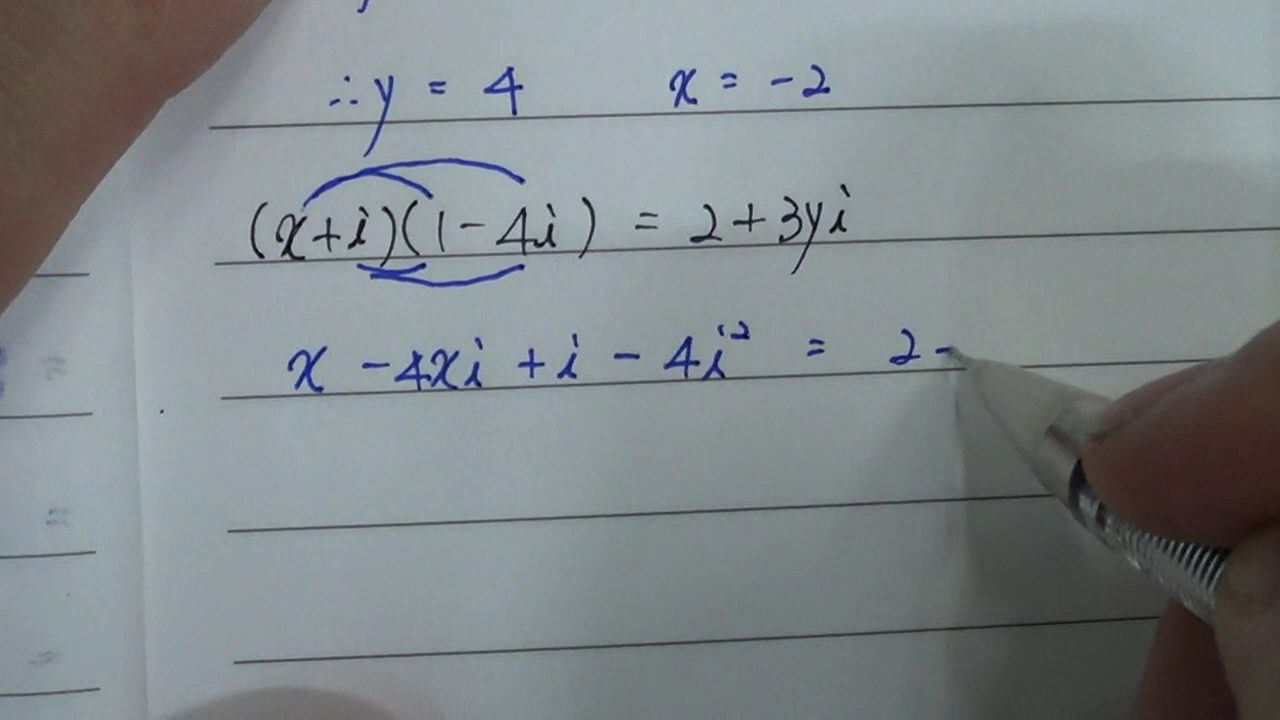 ∴ y = 4 x = -2
(x+i)(1-4i) = 2+3yi
x -4xi +i - 4i² = 2-